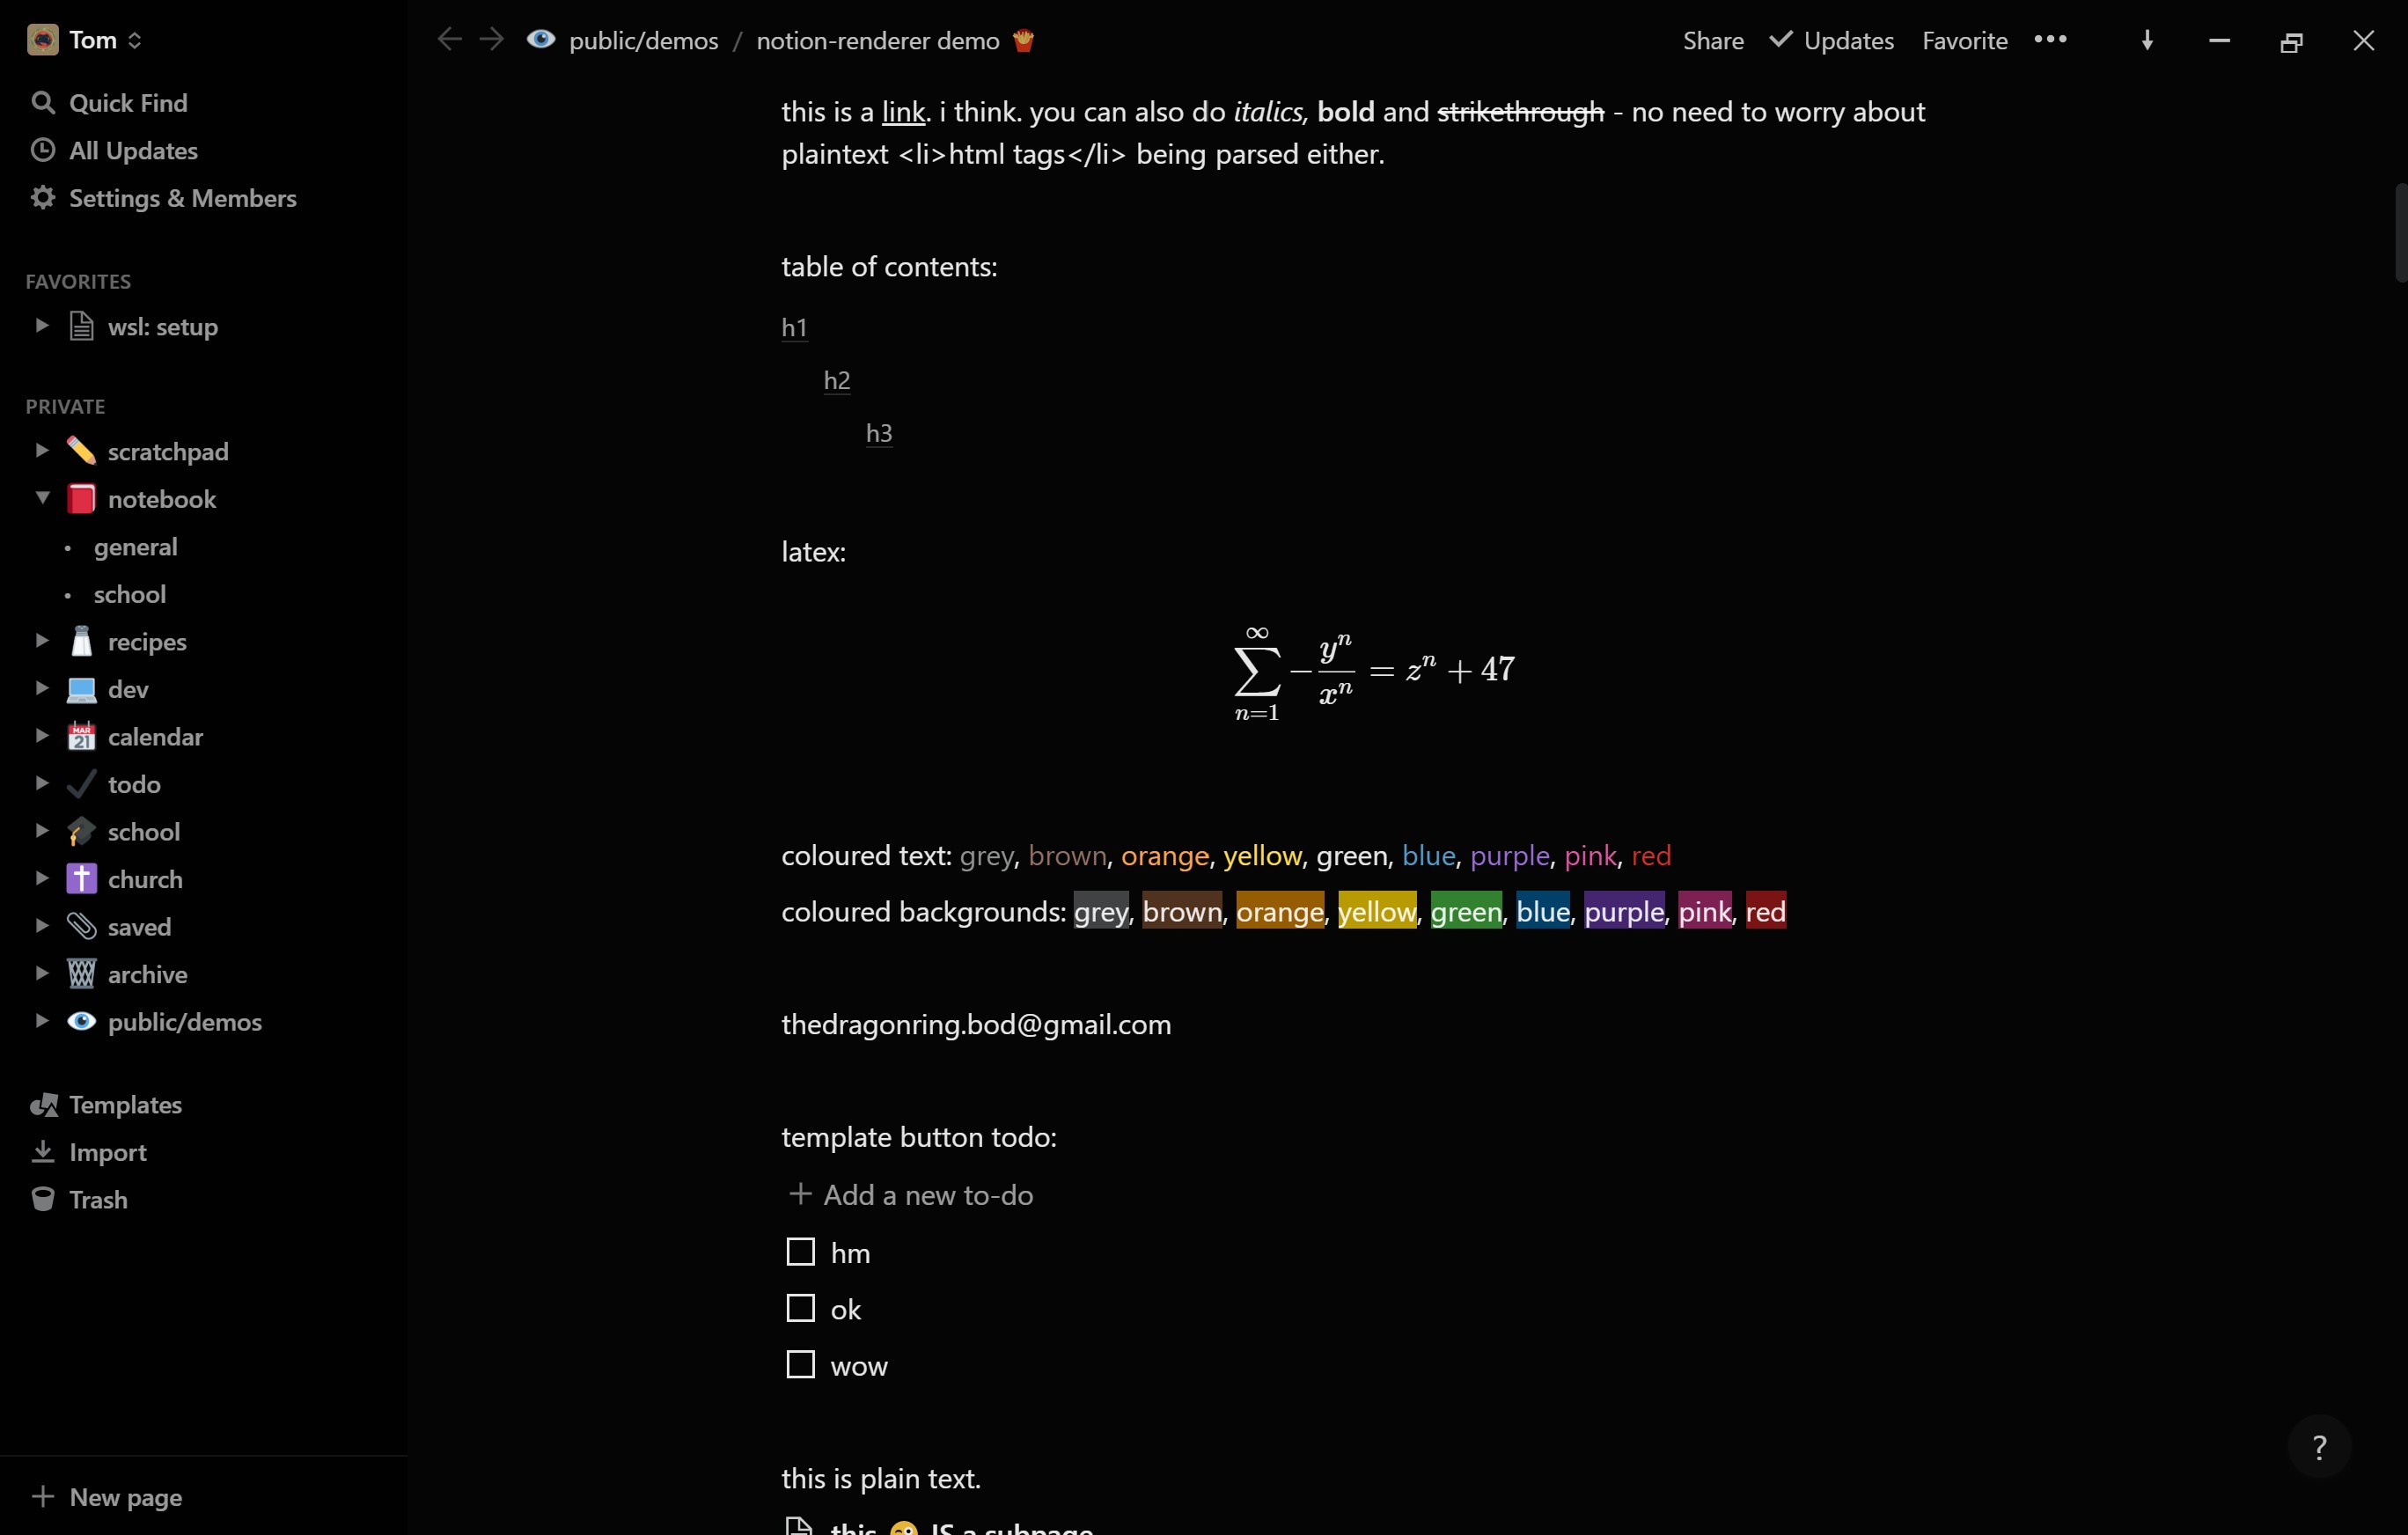 Tom
Quick Find
All Updates
Settings & Members
FAVORITES
wsl: setup
PRIVATE
scratchpad
notebook
• general
• school
recipes
dev
MAR
21
calendar
todo
school
church
saved
archive
public/demos
Templates
Import
Trash
+ New page
public/demos / notion-renderer demo
Share ✓ Updates Favorite •••
this is a link. i think. you can also do italics, bold and strikethrough - no need to worry about
plaintext <li>html tags</li> being parsed either.
table of contents:
h1
h2
h3
latex:
∑_{n=1}^{∞} −\frac{y^n}{x^n} = z^n + 47
coloured text: grey, brown, orange, yellow, green, blue, purple, pink, red
coloured backgrounds: grey, brown, orange, yellow, green, blue, purple, pink, red
thedragonring.bod@gmail.com
template button todo:
+ Add a new to-do
hm
ok
wow
this is plain text.
this 😜 IS a subpage
?